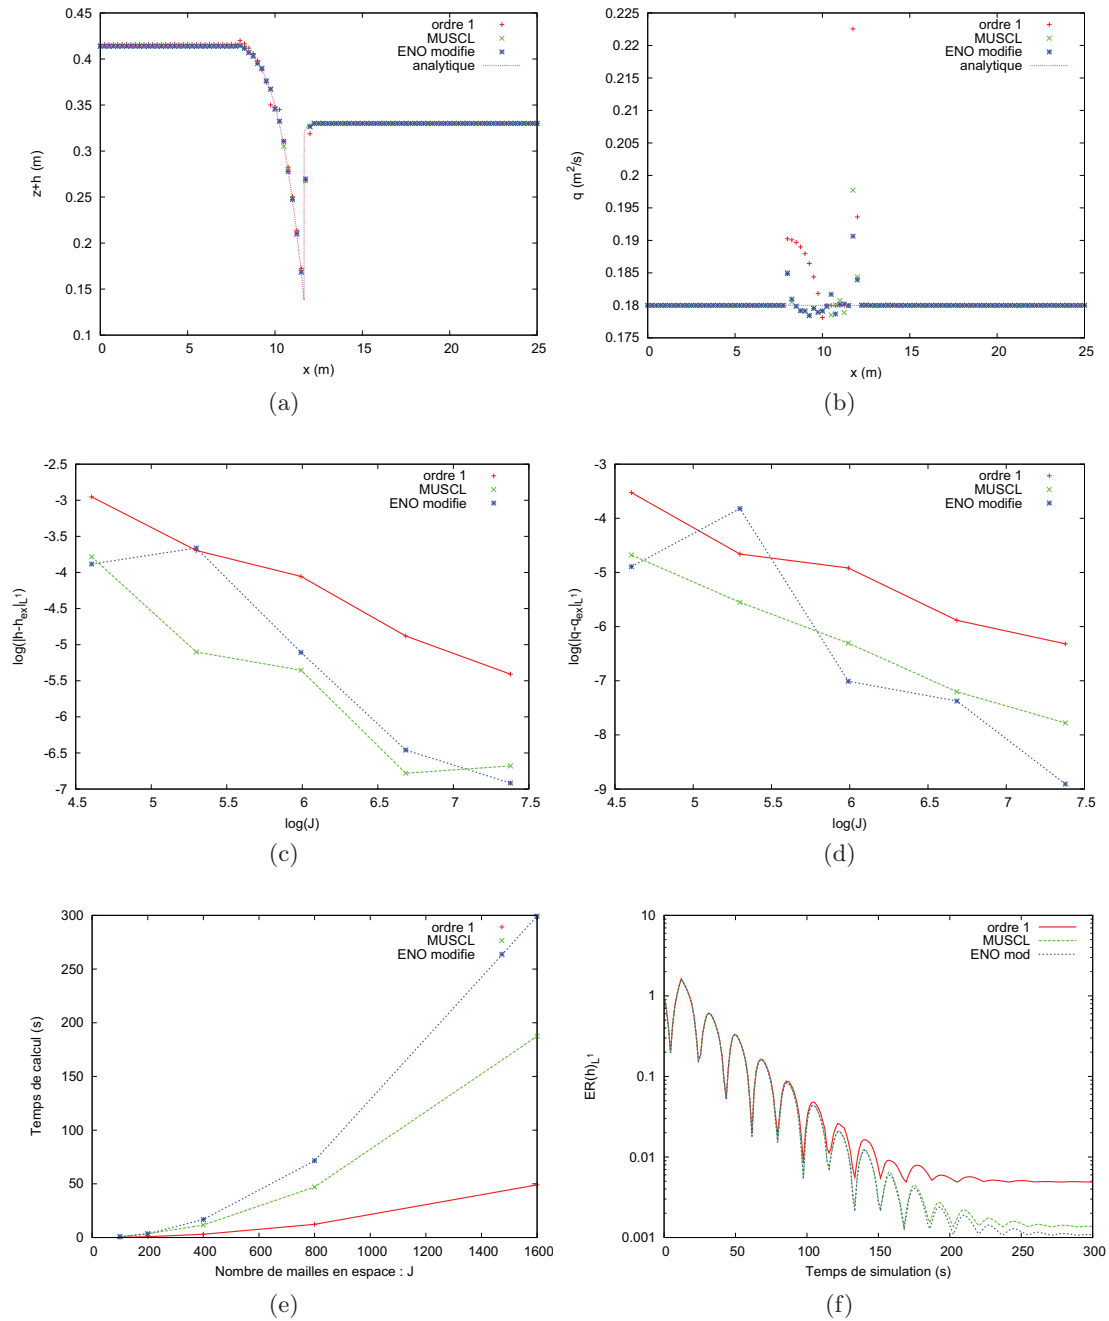 ordre 1
MUSCL
ENO modifie
analytique
z+h (m)
0.45
0.4
0.35
0.3
0.25
0.2
0.15
0.1
0 5 10 15 20 25
x (m)
(a)
ordre 1
MUSCL
ENO modifie
analytique
q (m²/s)
0.225
0.22
0.215
0.21
0.205
0.2
0.195
0.19
0.185
0.18
0.175
0 5 10 15 20 25
x (m)
(b)
ordre 1
MUSCL
ENO modifie
log(|h-h_ex|_L¹)
-2.5
-3
-3.5
-4
-4.5
-5
-5.5
-6
-6.5
-7
4.5 5 5.5 6 6.5 7 7.5
log(J)
(c)
ordre 1
MUSCL
ENO modifie
log(|q-q_ex|_L¹)
-3
-4
-5
-6
-7
-8
-9
4.5 5 5.5 6 6.5 7 7.5
log(J)
(d)
ordre 1
MUSCL
ENO modifie
Temps de calcul (s)
300
250
200
150
100
50
0
0 200 400 600 800 1000 1200 1400 1600
Nombre de mailles en espace : J
(e)
ordre 1
MUSCL
ENO mod
ER(h)_L¹
10
1
0.1
0.01
0.001
0 50 100 150 200 250 300
Temps de simulation (s)
(f)